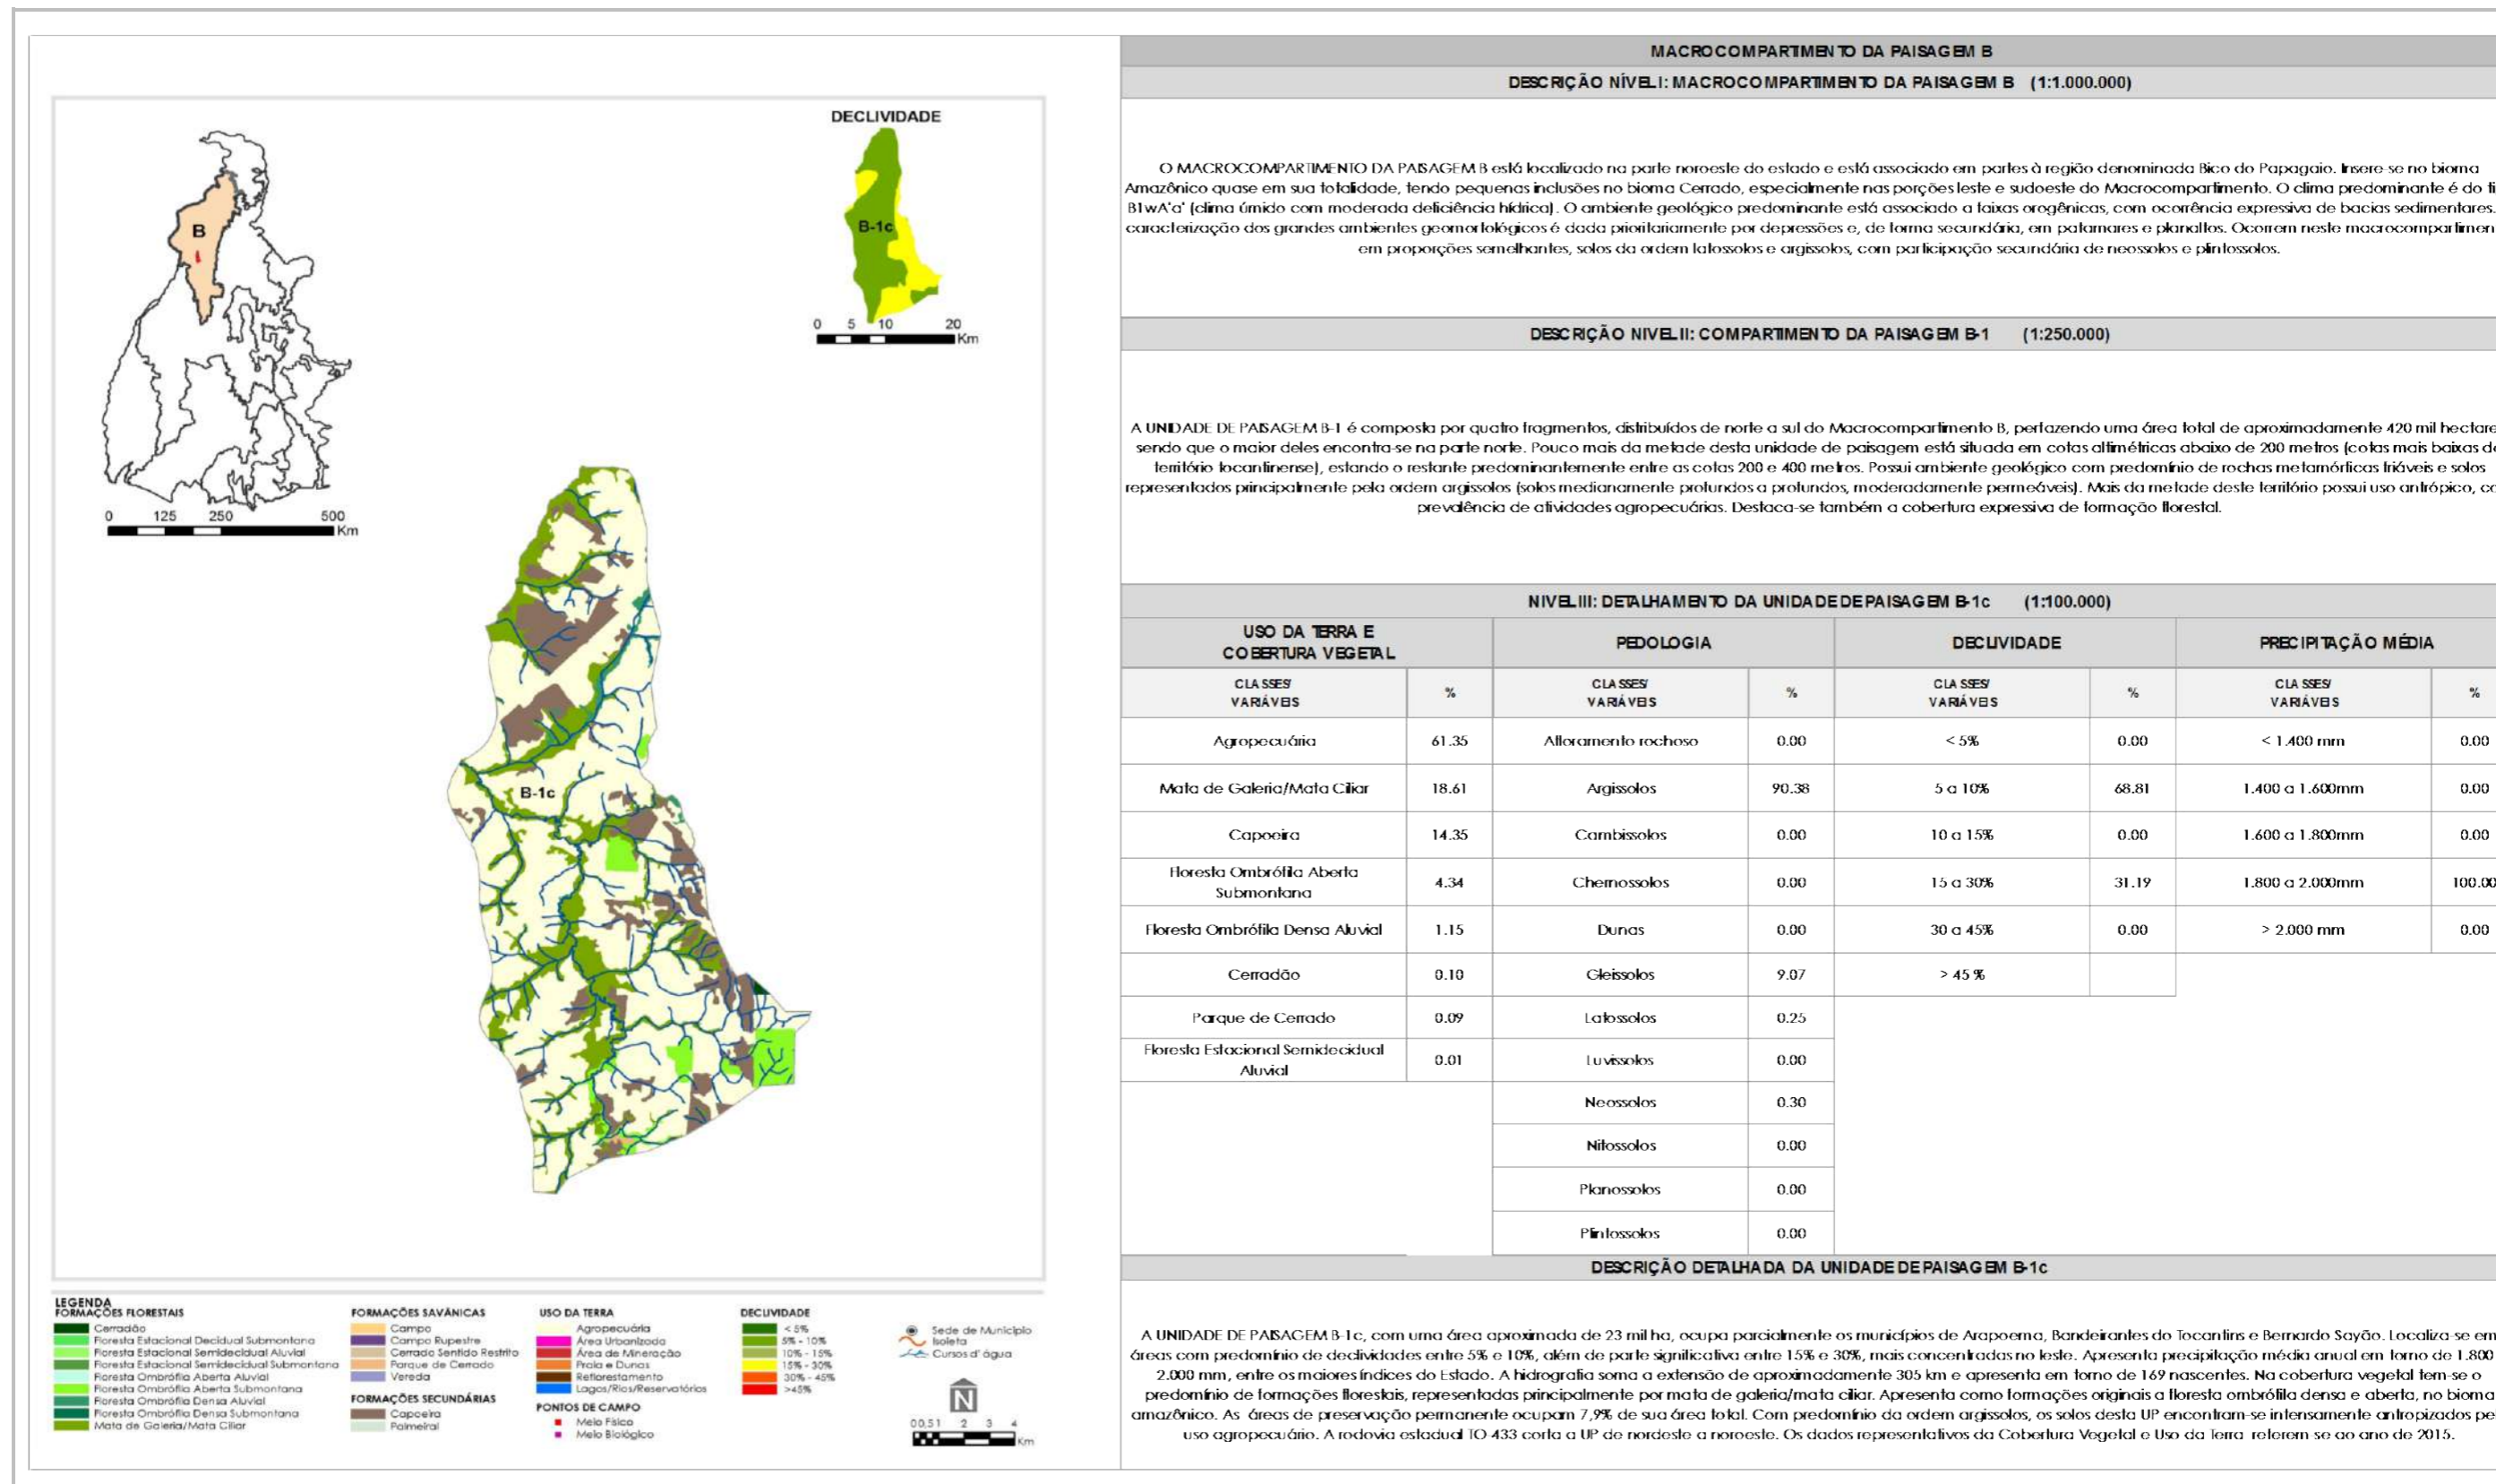 DECLIVIDADE
B-1c
0 5 10 20
Km
B
0 125 250 500
Km
B-1c
LEGENDA
FORMAÇÕES FLORESTAIS
Cerradão
Floresta Estacional Decidual Submontana
Floresta Estacional Semidecidual Aluvial
Floresta Estacional Semidecidual Submontana
Floresta Ombrófila Aberta Aluvial
Floresta Ombrófila Aberta Submontana
Floresta Ombrófila Densa Aluvial
Floresta Ombrófila Densa Submontana
Mata de Galeria/Mata Ciliar
FORMAÇÕES SAVÂNICAS
Campo
Campo Rupestre
Cerrado Sentido Restrito
Parque de Cerrado
Vereda
FORMAÇÕES SECUNDÁRIAS
Capoeira
Palmeiral
USO DA TERRA
Agropecuária
Área Urbanizada
Área de Mineração
Praia e Dunas
Reflorestamento
Lagos/Rios/Reservatórios
PONTOS DE CAMPO
Meio Físico
Meio Biológico
DECLIVIDADE
< 5%
5% - 10%
10% - 15%
15% - 30%
30% - 45%
>45%
Sede de Município
Isoleta
Cursos d' água
N
0 0,5 1 2 3 4
Km
MACROCOMPARTIMENTO DA PAISAGEM B
DESCRIÇÃO NÍVEL I: MACROCOMPARTIMENTO DA PAISAGEM B (1:1.000.000)
O MACROCOMPARTIMENTO DA PAISAGEM B está localizado na parte noroeste do estado e está associado em partes à região denominada Bico do Papagaio. Insere-se no bioma
Amazônico quase em sua totalidade, tendo pequenas inclusões no bioma Cerrado, especialmente nas porções leste e sudoeste do Macrocompartimento. O clima predominante é do ti
B1wA'a' (clima úmido com moderada deficiência hídrica). O ambiente geológico predominante está associado a faixas orogênicas, com ocorrência expressiva de bacias sedimentares.
caracterização dos grandes ambientes geomorfológicos é dada prioritariamente por depressões e, de forma secundária, em patamares e planaltos. Ocorrem neste macrocompartimen
em proporções semelhantes, solos da ordem latossolos e argissolos, com participação secundária de neossolos e plintossolos.
DESCRIÇÃO NIVEL II: COMPARTIMENTO DA PAISAGEM B-1 (1:250.000)
A UNIDADE DE PAISAGEM B-1 é composta por quatro fragmentos, distribuídos de norte a sul do Macrocompartimento B, perfazendo uma área total de aproximadamente 420 mil hectare
sendo que o maior deles encontra-se na parte norte. Pouco mais da metade desta unidade de paisagem está situada em cotas altimétricas abaixo de 200 metros (cotas mais baixas do
território tocantinense), estando o restante predominantemente entre as cotas 200 e 400 metros. Possui ambiente geológico com predomínio de rochas metamórficas friáveis e solos
representados principalmente pela ordem argissolos (solos medianamente profundos a profundos, moderadamente permeáveis). Mais da metade deste território possui uso antrópico, co
prevalência de atividades agropecuárias. Destaca-se também a cobertura expressiva de formação florestal.
NIVEL III: DETALHAMENTO DA UNIDADE DE PAISAGEM B-1c (1:100.000)
USO DA TERRA E COBERTURA VEGETAL PEDOLOGIA DECLIVIDADE PRECIPITAÇÃO MÉDIA
CLASSES/ VARIÁVEIS % CLASSES/ VARIÁVEIS % CLASSES/ VARIÁVEIS % CLASSES/ VARIÁVEIS %
Agropecuária 61.35 Afloramento rochoso 0.00 < 5% 0.00 < 1.400 mm 0.00
Mata de Galeria/Mata Ciliar 18.61 Argissolos 90.38 5 a 10% 68.81 1.400 a 1.600mm 0.00
Capoeira 14.35 Cambissolos 0.00 10 a 15% 0.00 1.600 a 1.800mm 0.00
Floresta Ombrófila Aberta Submontana 4.34 Chernossolos 0.00 15 a 30% 31.19 1.800 a 2.000mm 100.00
Floresta Ombrófila Densa Aluvial 1.15 Dunas 0.00 30 a 45% 0.00 > 2.000 mm 0.00
Cerradão 0.10 Gleissolos 9.07 > 45 %
Parque de Cerrado 0.09 Latossolos 0.25
Floresta Estacional Semidecidual Aluvial 0.01 Luvissolos 0.00
Neossolos 0.30
Nitossolos 0.00
Planossolos 0.00
Plintossolos 0.00
DESCRIÇÃO DETALHADA DA UNIDADE DE PAISAGEM B-1c
A UNIDADE DE PAISAGEM B-1c, com uma área aproximada de 23 mil ha, ocupa parcialmente os municípios de Arapoema, Bandeirantes do Tocantins e Bernardo Sayão. Localiza-se em
áreas com predomínio de declividades entre 5% e 10%, além de parte significativa entre 15% e 30%, mais concentradas no leste. Apresenta precipitação média anual em torno de 1.800
2.000 mm, entre os maiores índices do Estado. A hidrografia soma a extensão de aproximadamente 305 km e apresenta em torno de 169 nascentes. Na cobertura vegetal tem-se o
predomínio de formações florestais, representadas principalmente por mata de galeria/mata ciliar. Apresenta como formações originais a floresta ombrófila densa e aberta, no bioma
amazônico. As áreas de preservação permanente ocupam 7,9% de sua área total. Com predomínio da ordem argissolos, os solos desta UP encontram-se intensamente antropizados pe
uso agropecuário. A rodovia estadual TO 433 corta a UP de nordeste a noroeste. Os dados representativos da Cobertura Vegetal e Uso da Terra referem se ao ano de 2015.